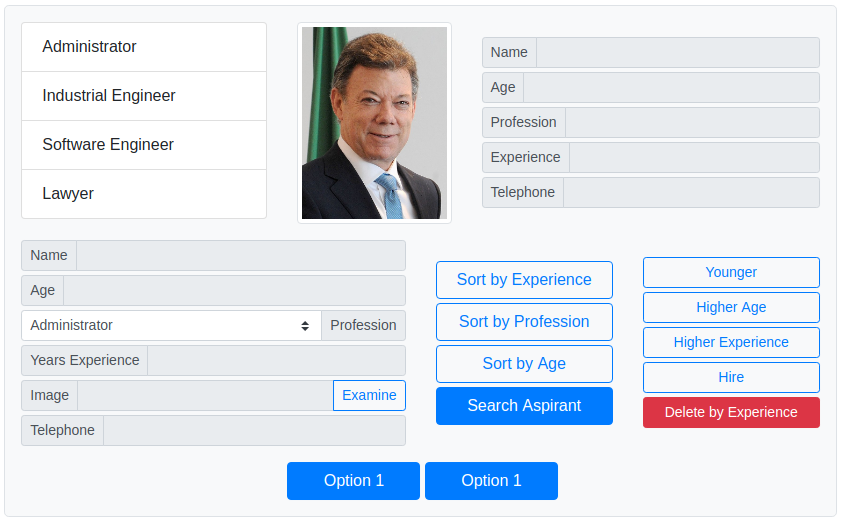 Administrator
Industrial Engineer
Software Engineer
Lawyer
Name
Age
Profession
Experience
Telephone
Name
Age
Administrator Profession
Years Experience
Image Examine
Telephone
Sort by Experience
Sort by Profession
Sort by Age
Search Aspirant
Younger
Higher Age
Higher Experience
Hire
Delete by Experience
Option 1 Option 1